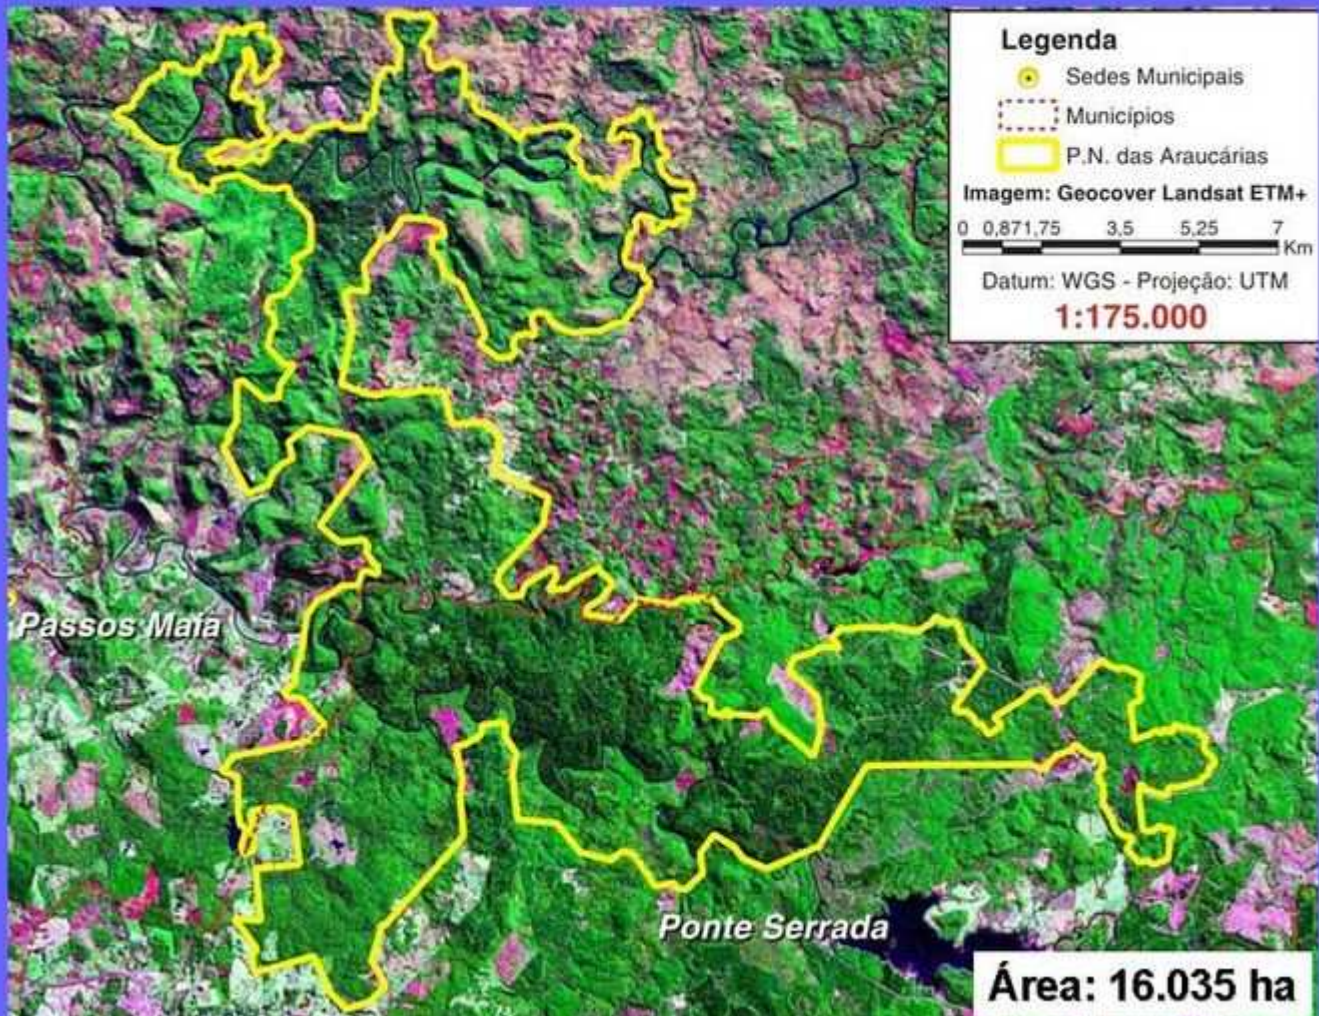 Legenda
Sedes Municipais
Municípios
P.N. das Araucárias
Imagem: Geocover Landsat ETM+
0 0,871,75 3,5 5,25 7
Km
Datum: WGS - Projeção: UTM
1:175.000
Passos Maia
Ponte Serrada
Área: 16.035 ha